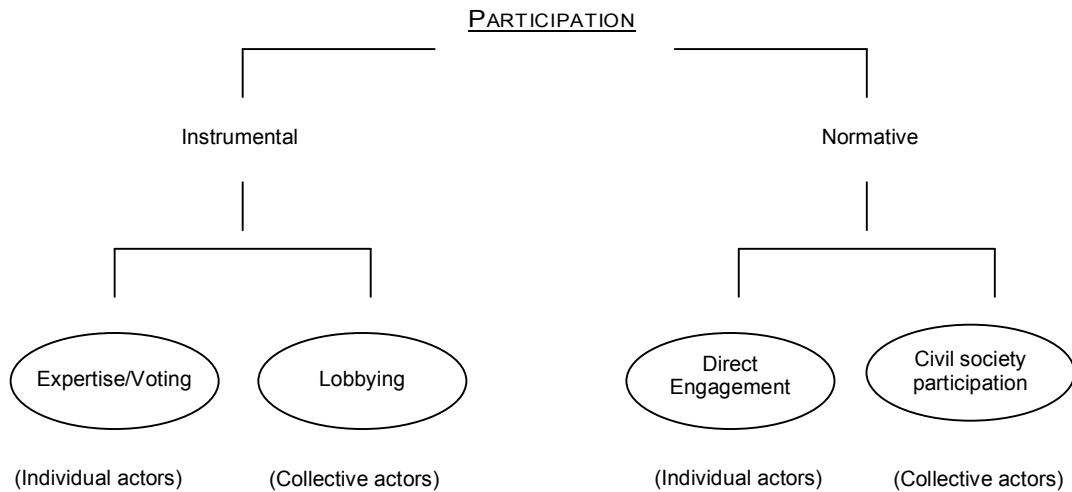 PARTICIPATION
Instrumental
Normative
Expertise/Voting
Lobbying
Direct
Engagement
Civil society
participation
(Individual actors)
(Collective actors)
(Individual actors)
(Collective actors)